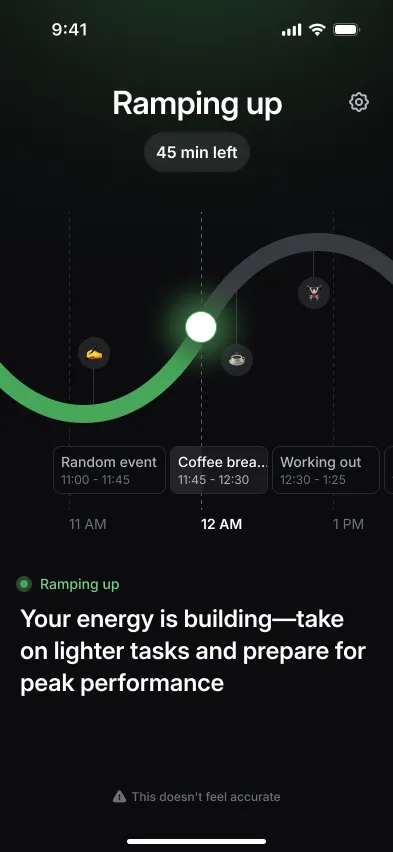 9:41
Ramping up
45 min left
Random event
11:00 - 11:45
Coffee brea...
11:45 - 12:30
Working out
12:30 - 1:25
11 AM
12 AM
1 PM
Ramping up
Your energy is building—take
on lighter tasks and prepare for
peak performance
This doesn't feel accurate